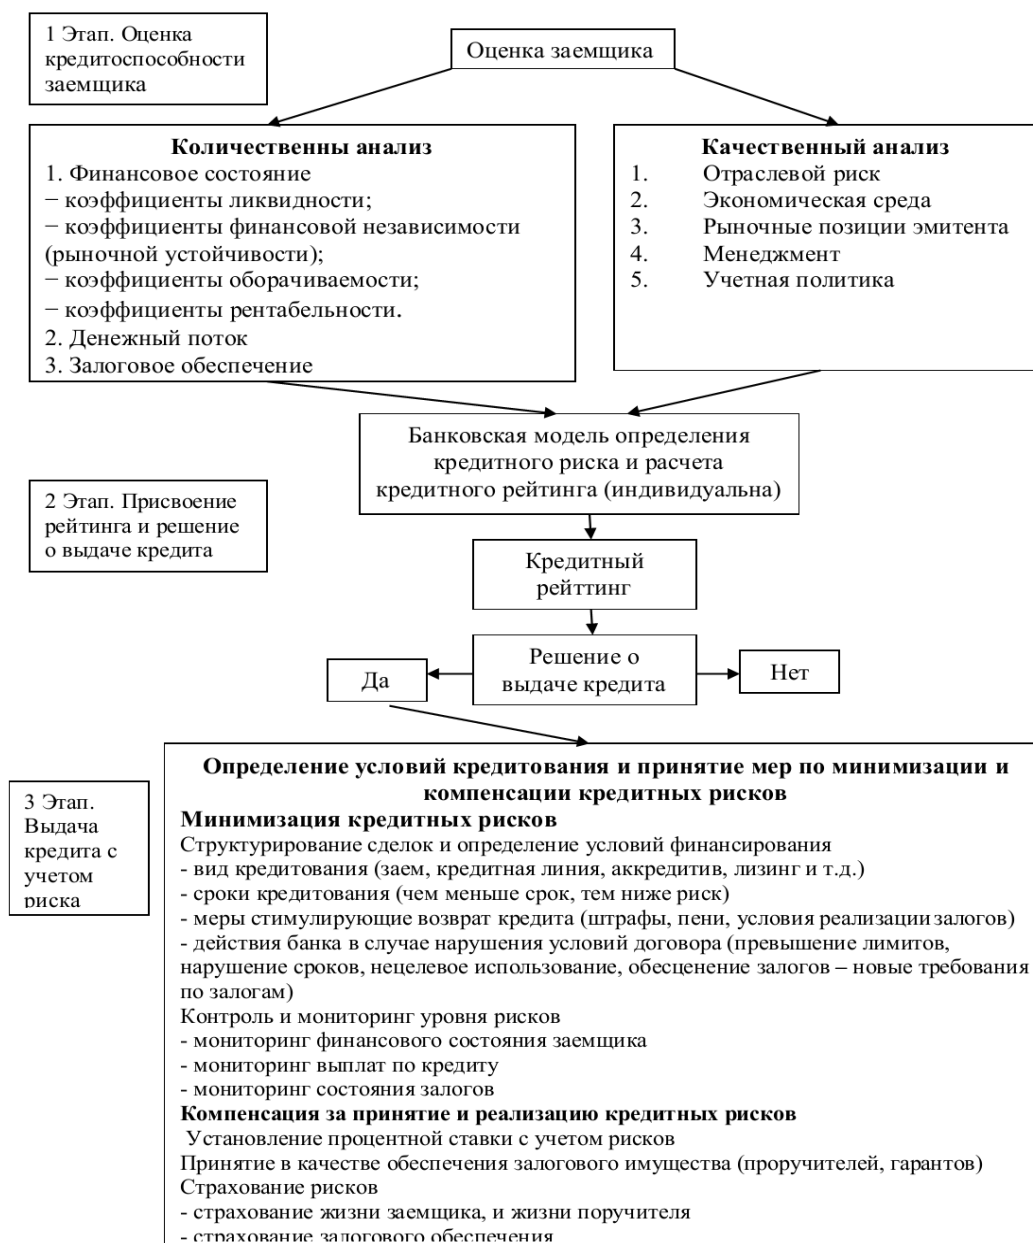 1 Этап. Оценка
кредитоспособности
заемщика
Оценка заемщика
Количественны анализ
1. Финансовое состояние
− коэффициенты ликвидности;
− коэффициенты финансовой независимости
(рыночной устойчивости);
− коэффициенты оборачиваемости;
− коэффициенты рентабельности.
2. Денежный поток
3. Залоговое обеспечение
Качественный анализ
1. Отраслевой риск
2. Экономическая среда
3. Рыночные позиции эмитента
4. Менеджмент
5. Учетная политика
Банковская модель определения
кредитного риска и расчета
кредитного рейтинга (индивидуальна)
2 Этап. Присвоение
рейтинга и решение
о выдаче кредита
Кредитный
рейттинг
Решение о
выдаче кредита
Да
Нет
Определение условий кредитования и принятие мер по минимизации и
компенсации кредитных рисков
3 Этап.
Выдача
кредита с
учетом
риска
Минимизация кредитных рисков
Структурирование сделок и определение условий финансирования
- вид кредитования (заем, кредитная линия, аккредитив, лизинг и т.д.)
- сроки кредитования (чем меньше срок, тем ниже риск)
- меры стимулирующие возврат кредита (штрафы, пени, условия реализации залогов)
- действия банка в случае нарушения условий договора (превышение лимитов,
нарушение сроков, нецелевое использование, обесценение залогов – новые требования
по залогам)
Контроль и мониторинг уровня рисков
- мониторинг финансового состояния заемщика
- мониторинг выплат по кредиту
- мониторинг состояния залогов
Компенсация за принятие и реализацию кредитных рисков
Установление процентной ставки с учетом рисков
Принятие в качестве обеспечения залогового имущества (проручителей, гарантов)
Страхование рисков
- страхование жизни заемщика, и жизни поручителя
- страхование залогового обеспечения